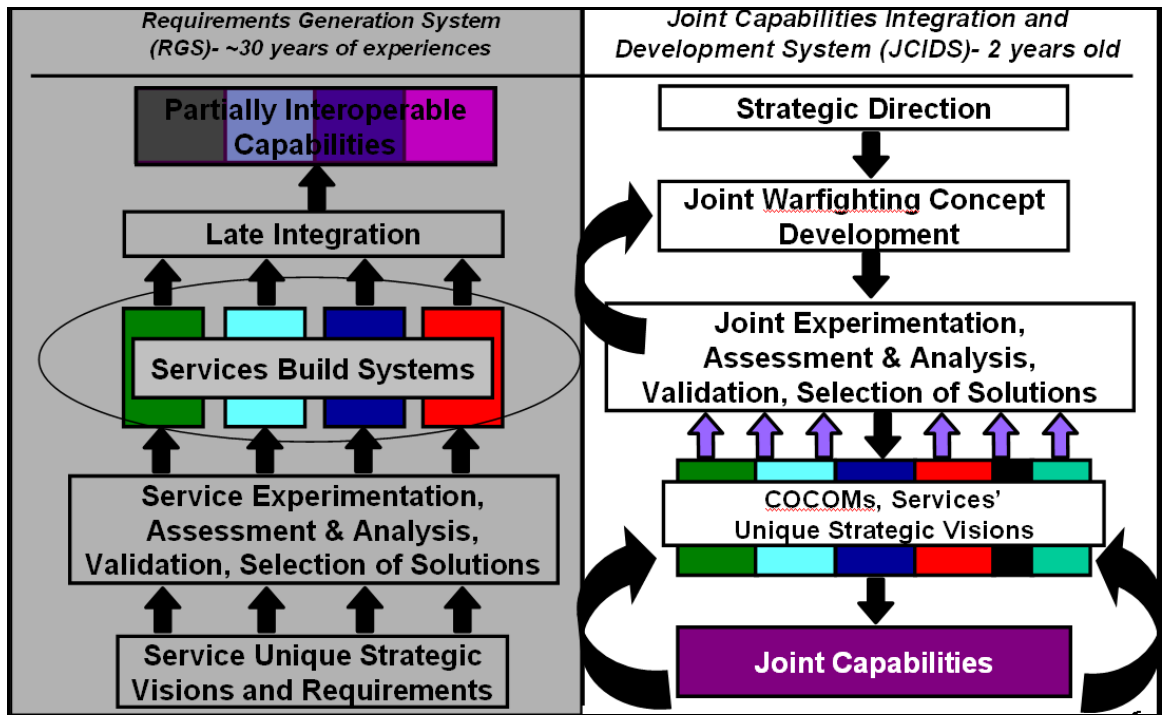 Requirements Generation System
(RGS)- ~30 years of experiences
Partially Interoperable
Capabilities
Late Integration
Services Build Systems
Service Experimentation,
Assessment & Analysis,
Validation, Selection of Solutions
Service Unique Strategic
Visions and Requirements
Joint Capabilities Integration and
Development System (JCIDS)- 2 years old
Strategic Direction
Joint Warfighting Concept
Development
Joint Experimentation,
Assessment & Analysis,
Validation, Selection of Solutions
COCOMs, Services’
Unique Strategic Visions
Joint Capabilities